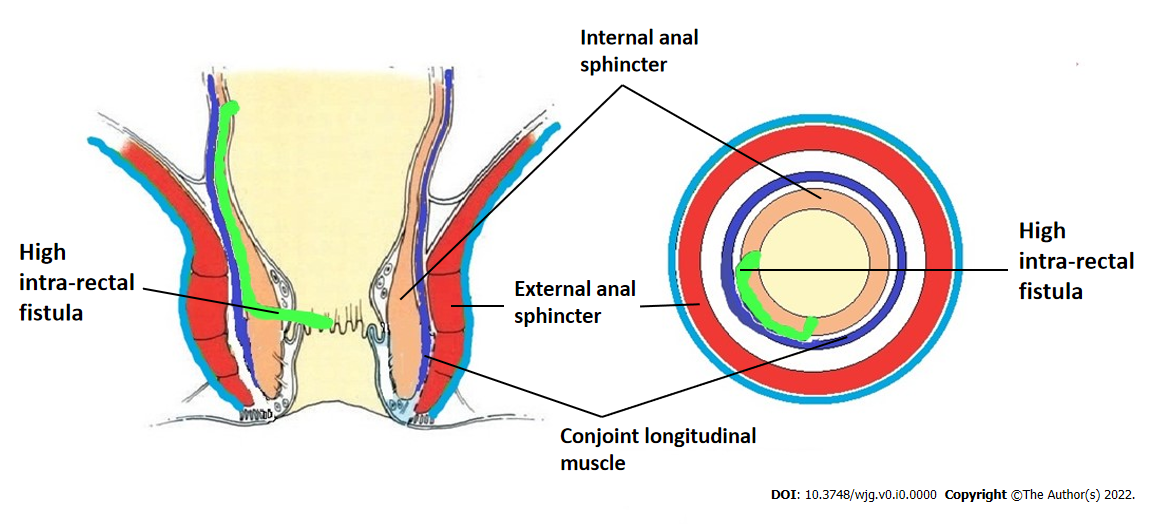 Internal anal
sphincter
High
intra-rectal
fistula
External anal
sphincter
High
intra-rectal
fistula
Conjoint longitudinal
muscle
DOI: 10.3748/wjg.v0.i0.0000 Copyright ©The Author(s) 2022.